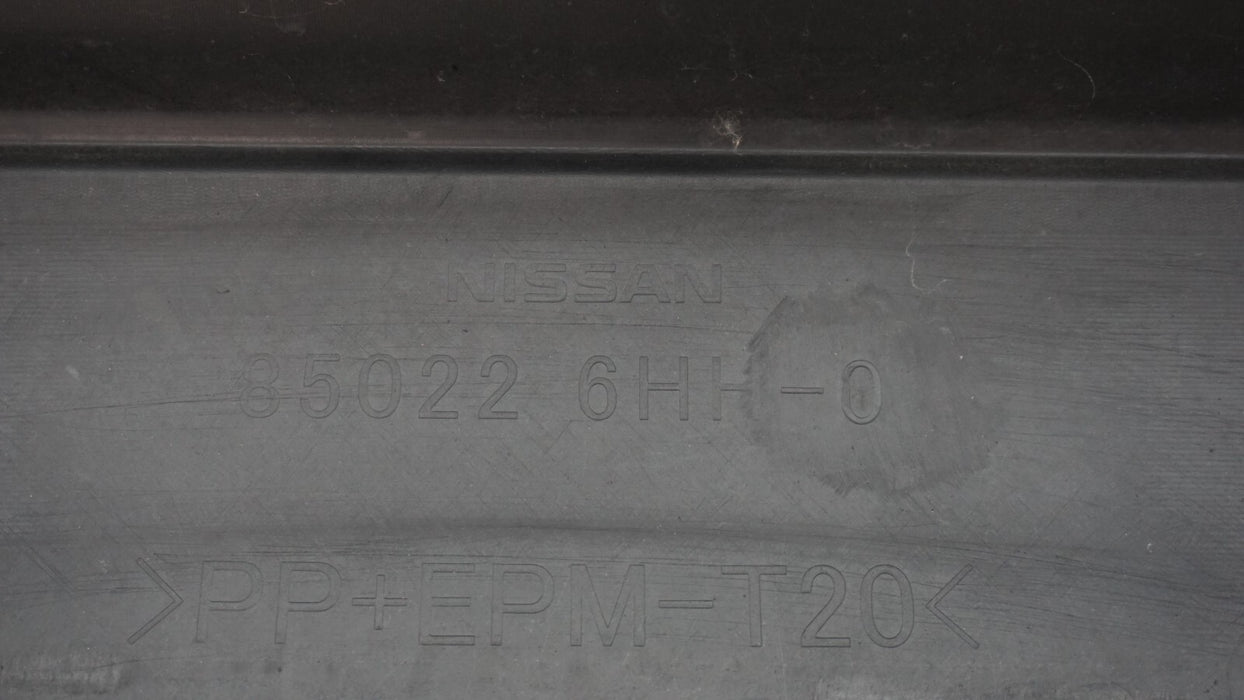 NISSAN
85022 6HH-0
>PP+EPM-T20<